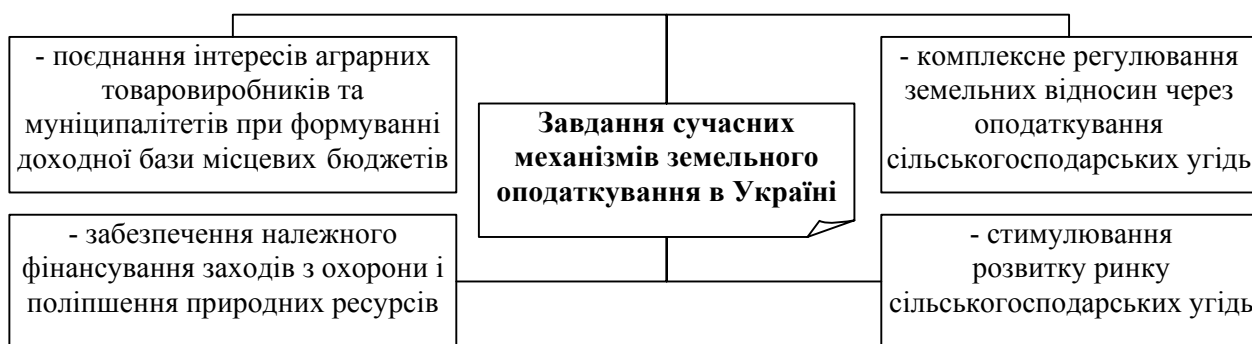 - поєднання інтересів аграрних
товаровиробників та
муніципалітетів при формуванні
доходної бази місцевих бюджетів
- комплексне регулювання
земельних відносин через
оподаткування
сільськогосподарських угідь
Завдання сучасних
механізмів земельного
оподаткування в Україні
- забезпечення належного
фінансування заходів з охорони і
поліпшення природних ресурсів
- стимулювання
розвитку ринку
сільськогосподарських угідь